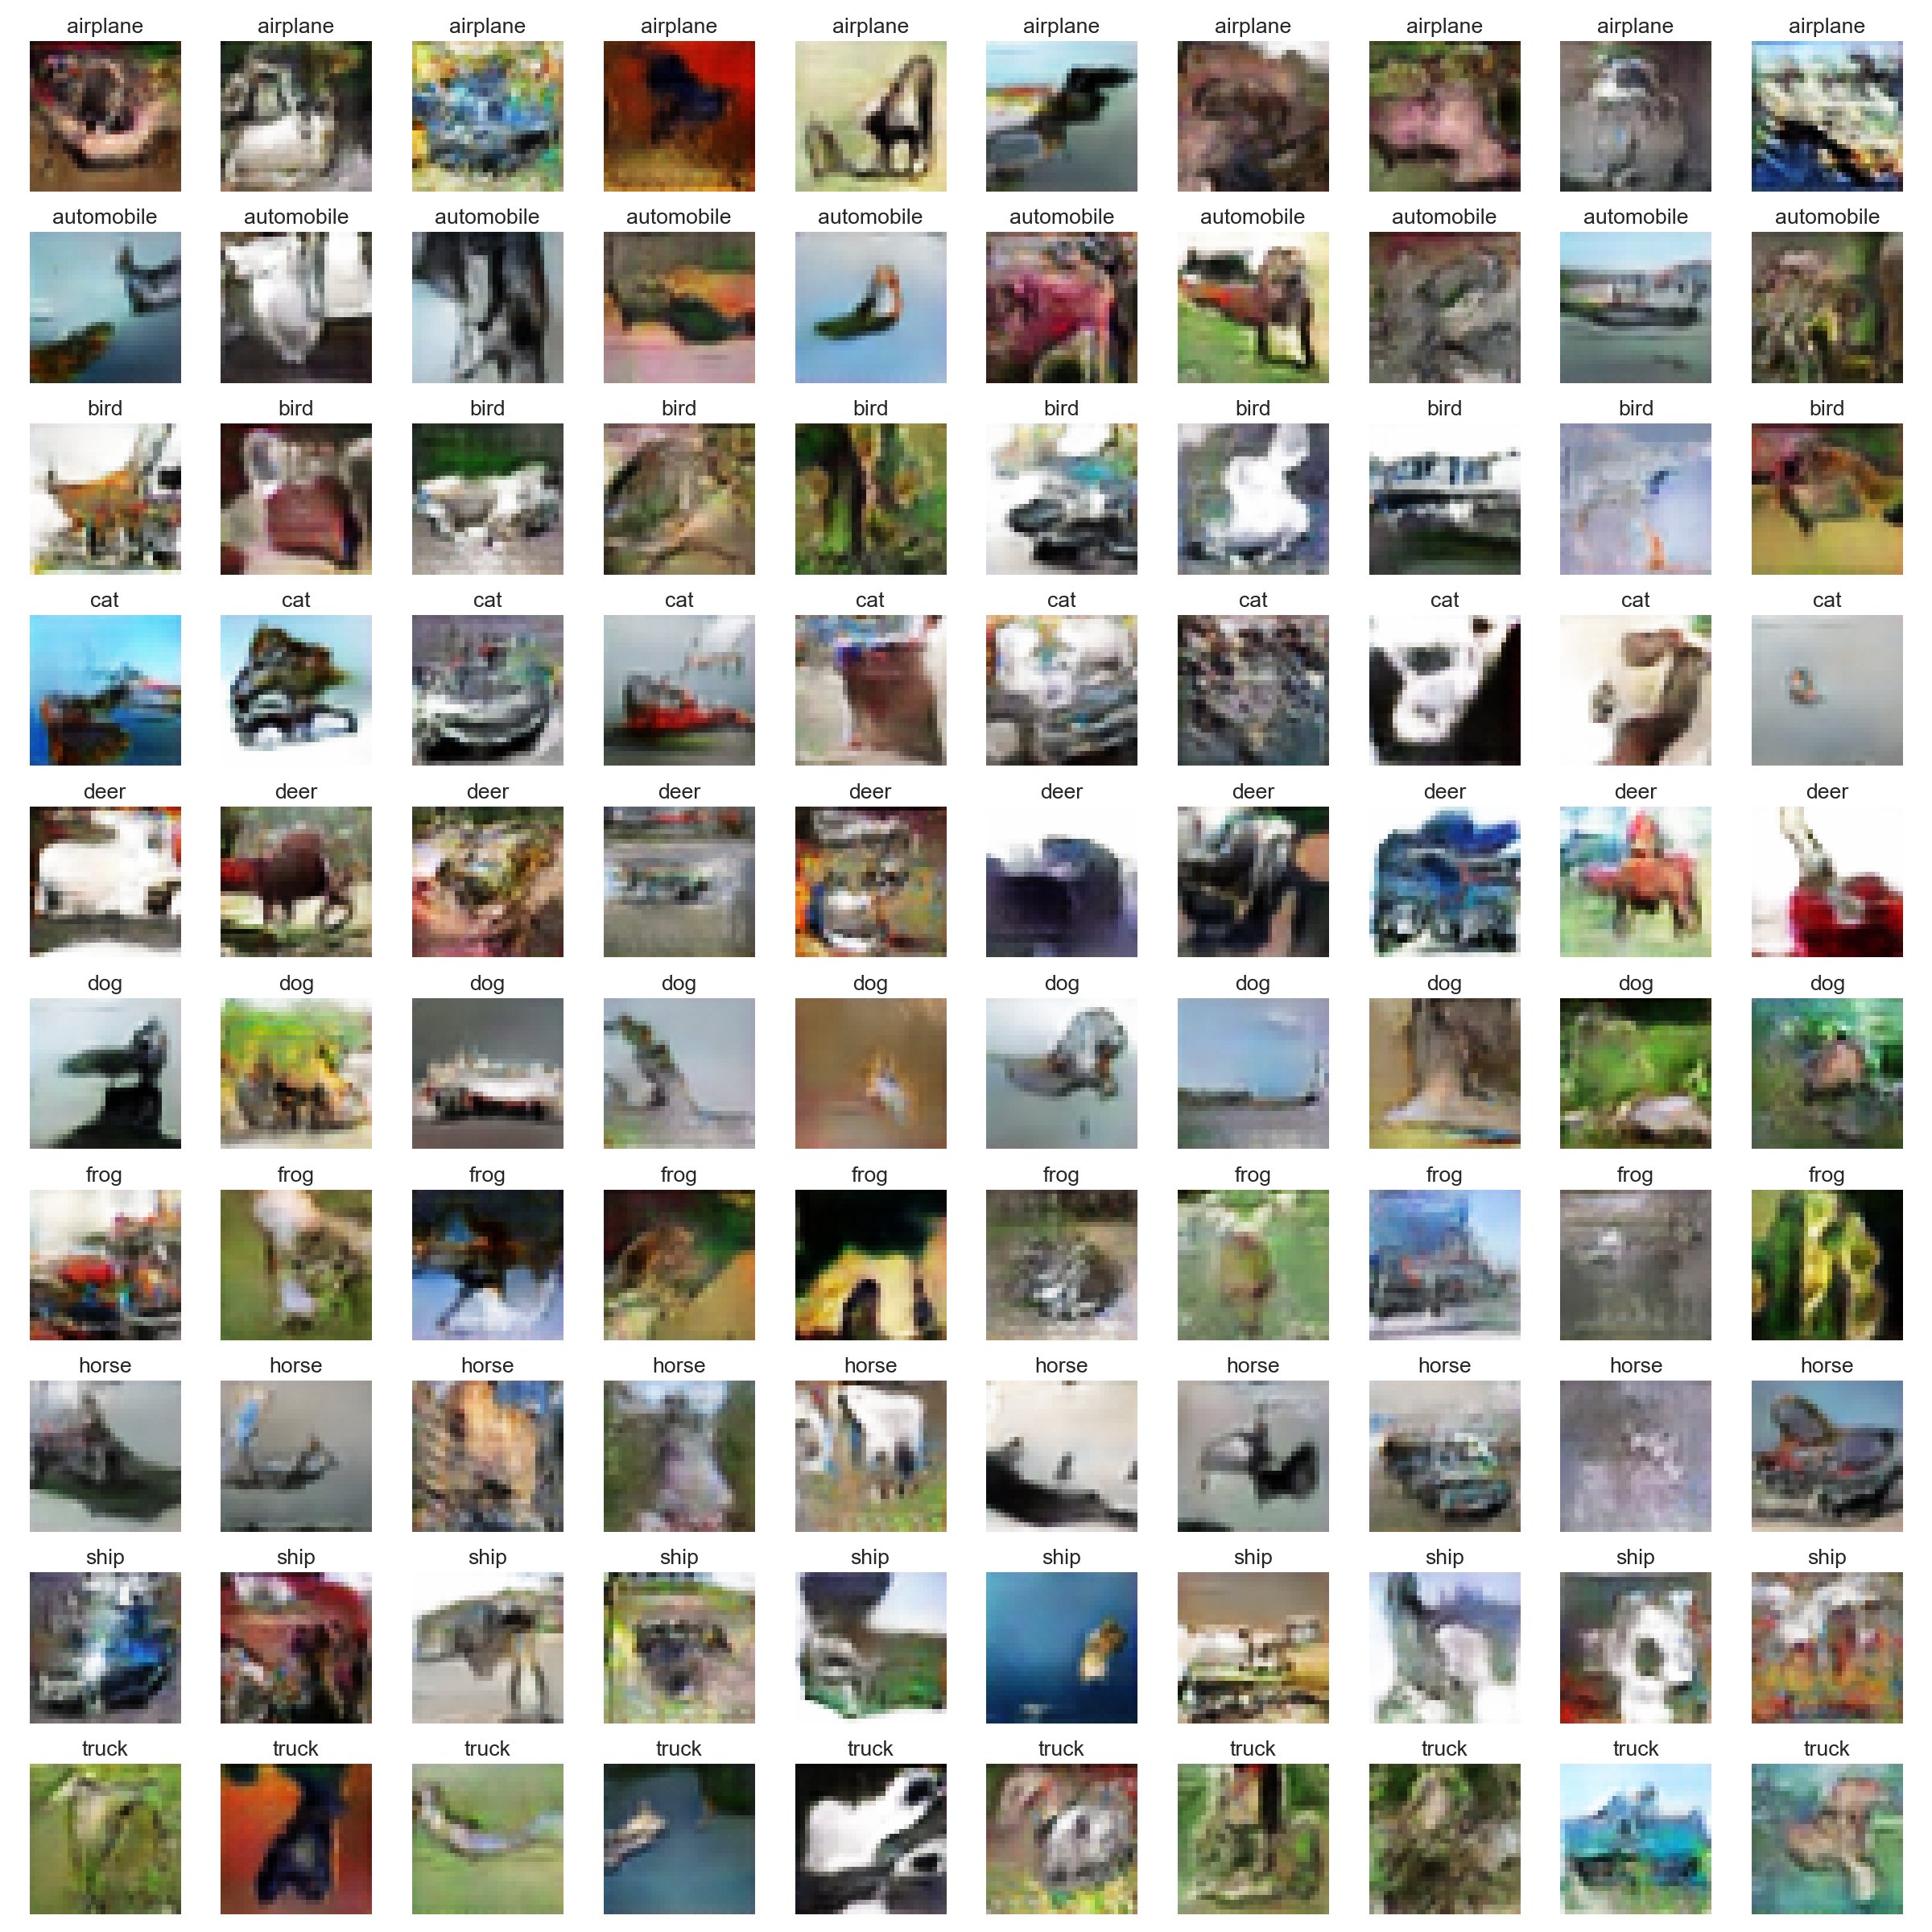 airplane airplane airplane airplane airplane airplane airplane airplane airplane airplane
automobile automobile automobile automobile automobile automobile automobile automobile automobile automobile
bird bird bird bird bird bird bird bird bird bird
cat cat cat cat cat cat cat cat cat cat
deer deer deer deer deer deer deer deer deer deer
dog dog dog dog dog dog dog dog dog dog
frog frog frog frog frog frog frog frog frog frog
horse horse horse horse horse horse horse horse horse horse
ship ship ship ship ship ship ship ship ship ship
truck truck truck truck truck truck truck truck truck truck